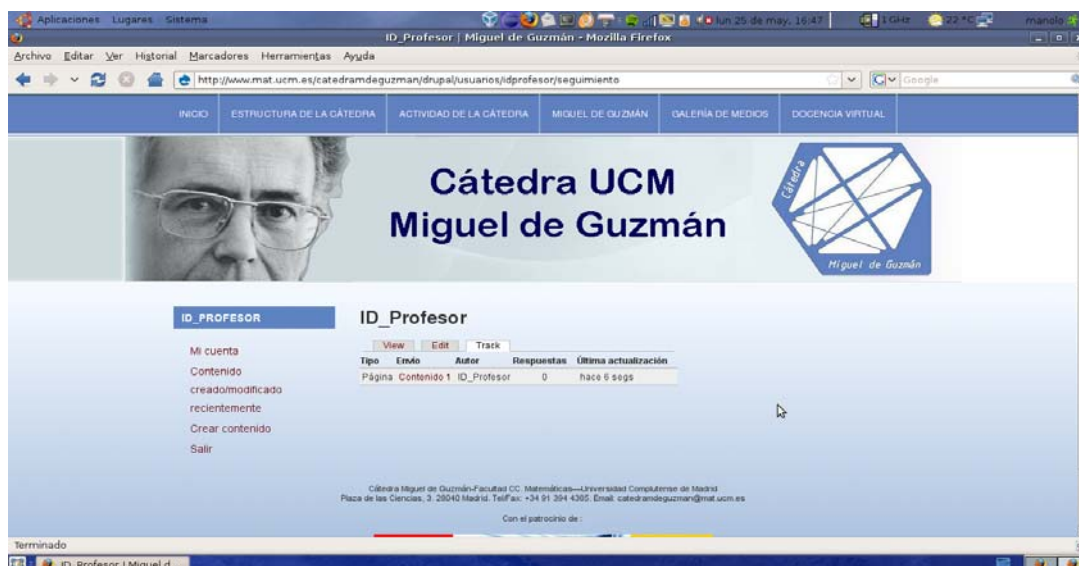 Aplicaciones Lugares Sistema
lun 25 de may, 16:47
1 GHz
22 °C
manolo
ID_Profesor | Miguel de Guzmán - Mozilla Firefox
Archivo Editar Ver Historial Marcadores Herramientas Ayuda
http://www.mat.ucm.es/catedramdeguzman/drupal/usuarios/idprofesor/seguimiento
Google
INICIO ESTRUCTURA DE LA CÁTEDRA ACTIVIDAD DE LA CÁTEDRA MIGUEL DE GUZMÁN GALERÍA DE MEDIOS DOCENCIA VIRTUAL
Cátedra UCM
Miguel de Guzmán
Cátedra
Miguel de Guzmán
ID_PROFESOR
Mi cuenta
Contenido
creado/modificado
recientemente
Crear contenido
Salir
ID_Profesor
View Edit Track
Tipo Envío Autor Respuestas Última actualización
Página Contenido 1 ID_Profesor 0 hace 6 segs
Cátedra Miguel de Guzmán-Facultad CC. Matemáticas—Universidad Complutense de Madrid
Plaza de las Ciencias, 3. 28040 Madrid. Telf/Fax: +34 91 394 4385. Email: catedramdeguzman@mat.ucm.es
Con el patrocinio de :
Terminado
ID_Profesor | Miguel d...